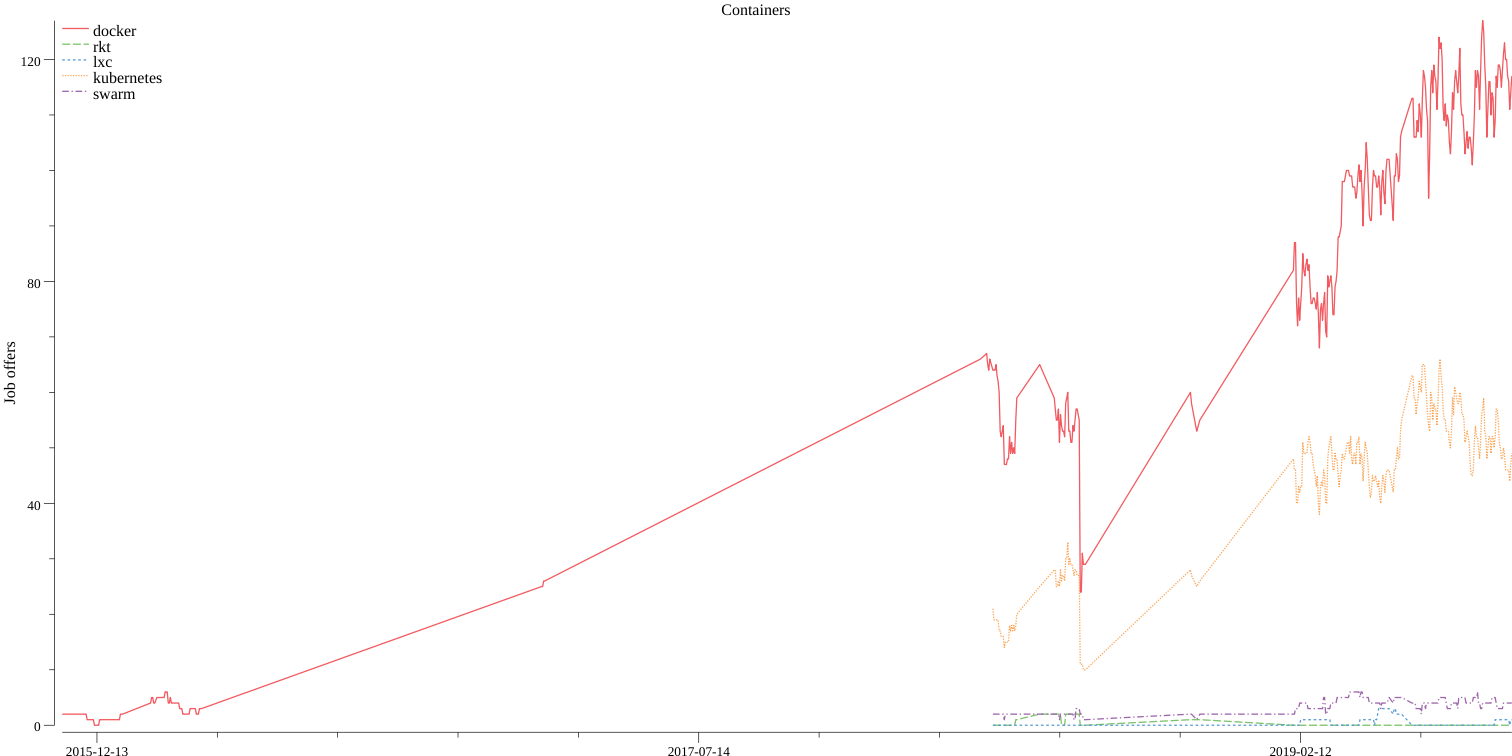 Containers
docker
rkt
lxc
kubernetes
swarm
120
80
40
0
Job offers
2015-12-13
2017-07-14
2019-02-12